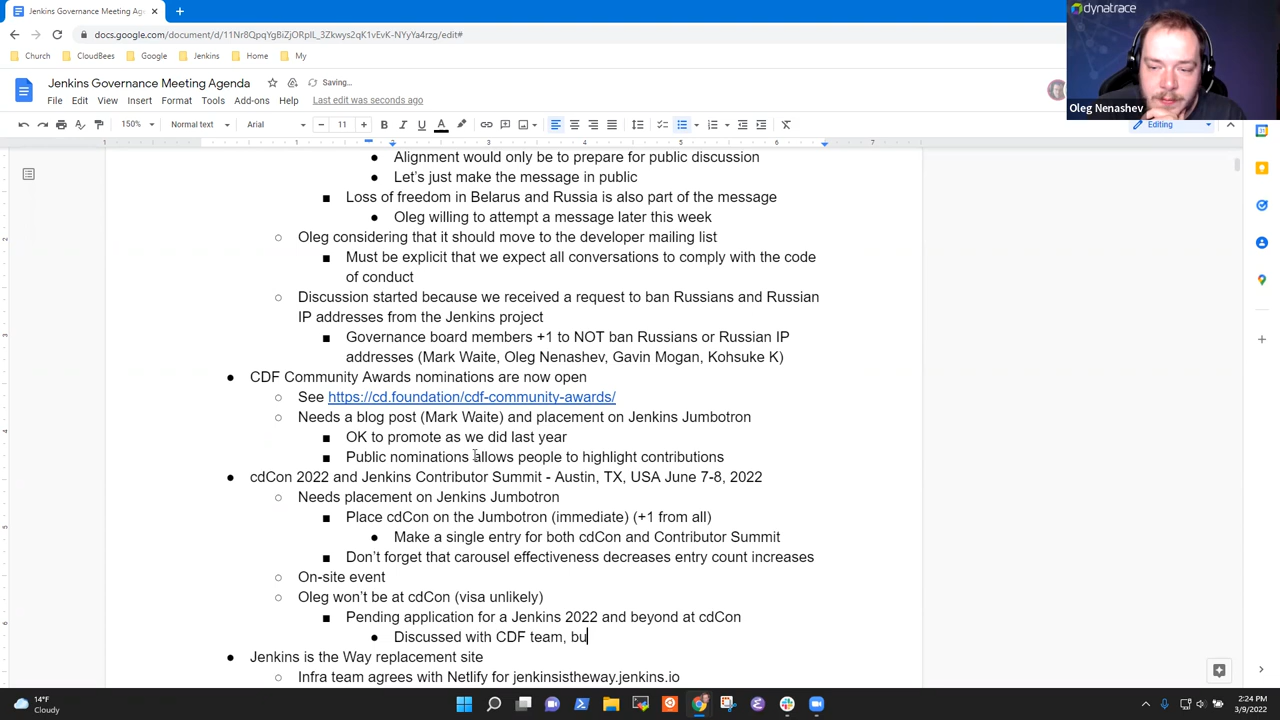 Jenkins Governance Meeting Ag
docs.google.com/document/d/11Nr8QpqYgBiZjORplL_3Zkwys2qK1vEvK-NYyYa4rzg/edit#
Church
CloudBees
Google
Jenkins
Home
My
dynatrace
Oleg Nenashev
Jenkins Governance Meeting Agenda
Saving...
File Edit View Insert Format Tools Add-ons Help Last edit was seconds ago
150% Normal text Arial 11 Editing
Alignment would only be to prepare for public discussion
Let's just make the message in public
Loss of freedom in Belarus and Russia is also part of the message
Oleg willing to attempt a message later this week
Oleg considering that it should move to the developer mailing list
Must be explicit that we expect all conversations to comply with the code
of conduct
Discussion started because we received a request to ban Russians and Russian
IP addresses from the Jenkins project
Governance board members +1 to NOT ban Russians or Russian IP
addresses (Mark Waite, Oleg Nenashev, Gavin Mogan, Kohsuke K)
CDF Community Awards nominations are now open
See https://cd.foundation/cdf-community-awards/
Needs a blog post (Mark Waite) and placement on Jenkins Jumbotron
OK to promote as we did last year
Public nominations allows people to highlight contributions
cdCon 2022 and Jenkins Contributor Summit - Austin, TX, USA June 7-8, 2022
Needs placement on Jenkins Jumbotron
Place cdCon on the Jumbotron (immediate) (+1 from all)
Make a single entry for both cdCon and Contributor Summit
Don't forget that carousel effectiveness decreases entry count increases
On-site event
Oleg won't be at cdCon (visa unlikely)
Pending application for a Jenkins 2022 and beyond at cdCon
Discussed with CDF team, bu
Jenkins is the Way replacement site
Infra team agrees with Netlify for jenkinsistheway.jenkins.io
14°F
Cloudy
2:24 PM
3/9/2022